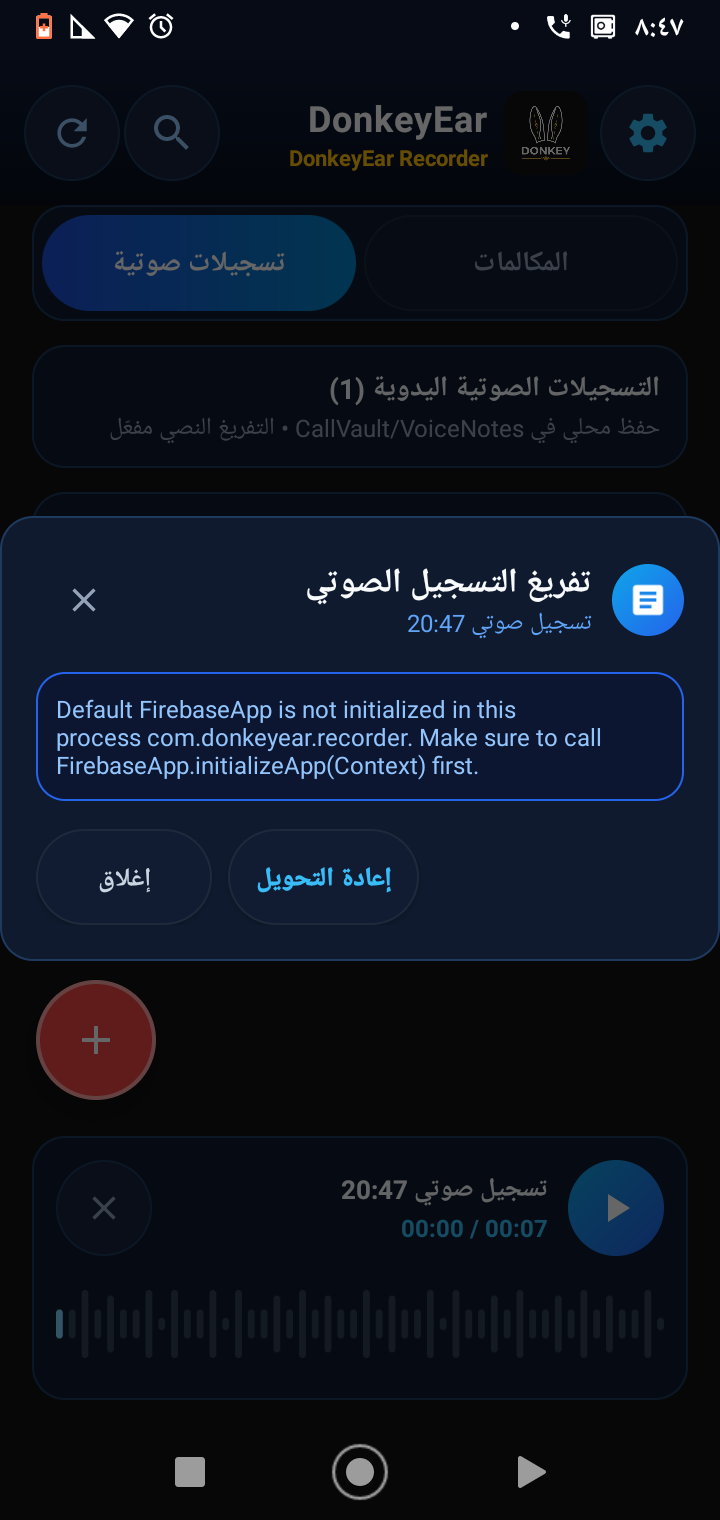 ٨:٤٧
DonkeyEar
DonkeyEar Recorder
DONKEY
المكالمات
تسجيلات صوتية
التسجيلات الصوتية اليدوية (1)
حفظ محلي في CallVault/VoiceNotes • التفريغ النصي مفعّل
تفريغ التسجيل الصوتي
تسجيل صوتي 20:47
Default FirebaseApp is not initialized in this
process com.donkeyear.recorder. Make sure to call
FirebaseApp.initializeApp(Context) first.
إعادة التحويل
إغلاق
تسجيل صوتي 20:47
00:00 / 00:07